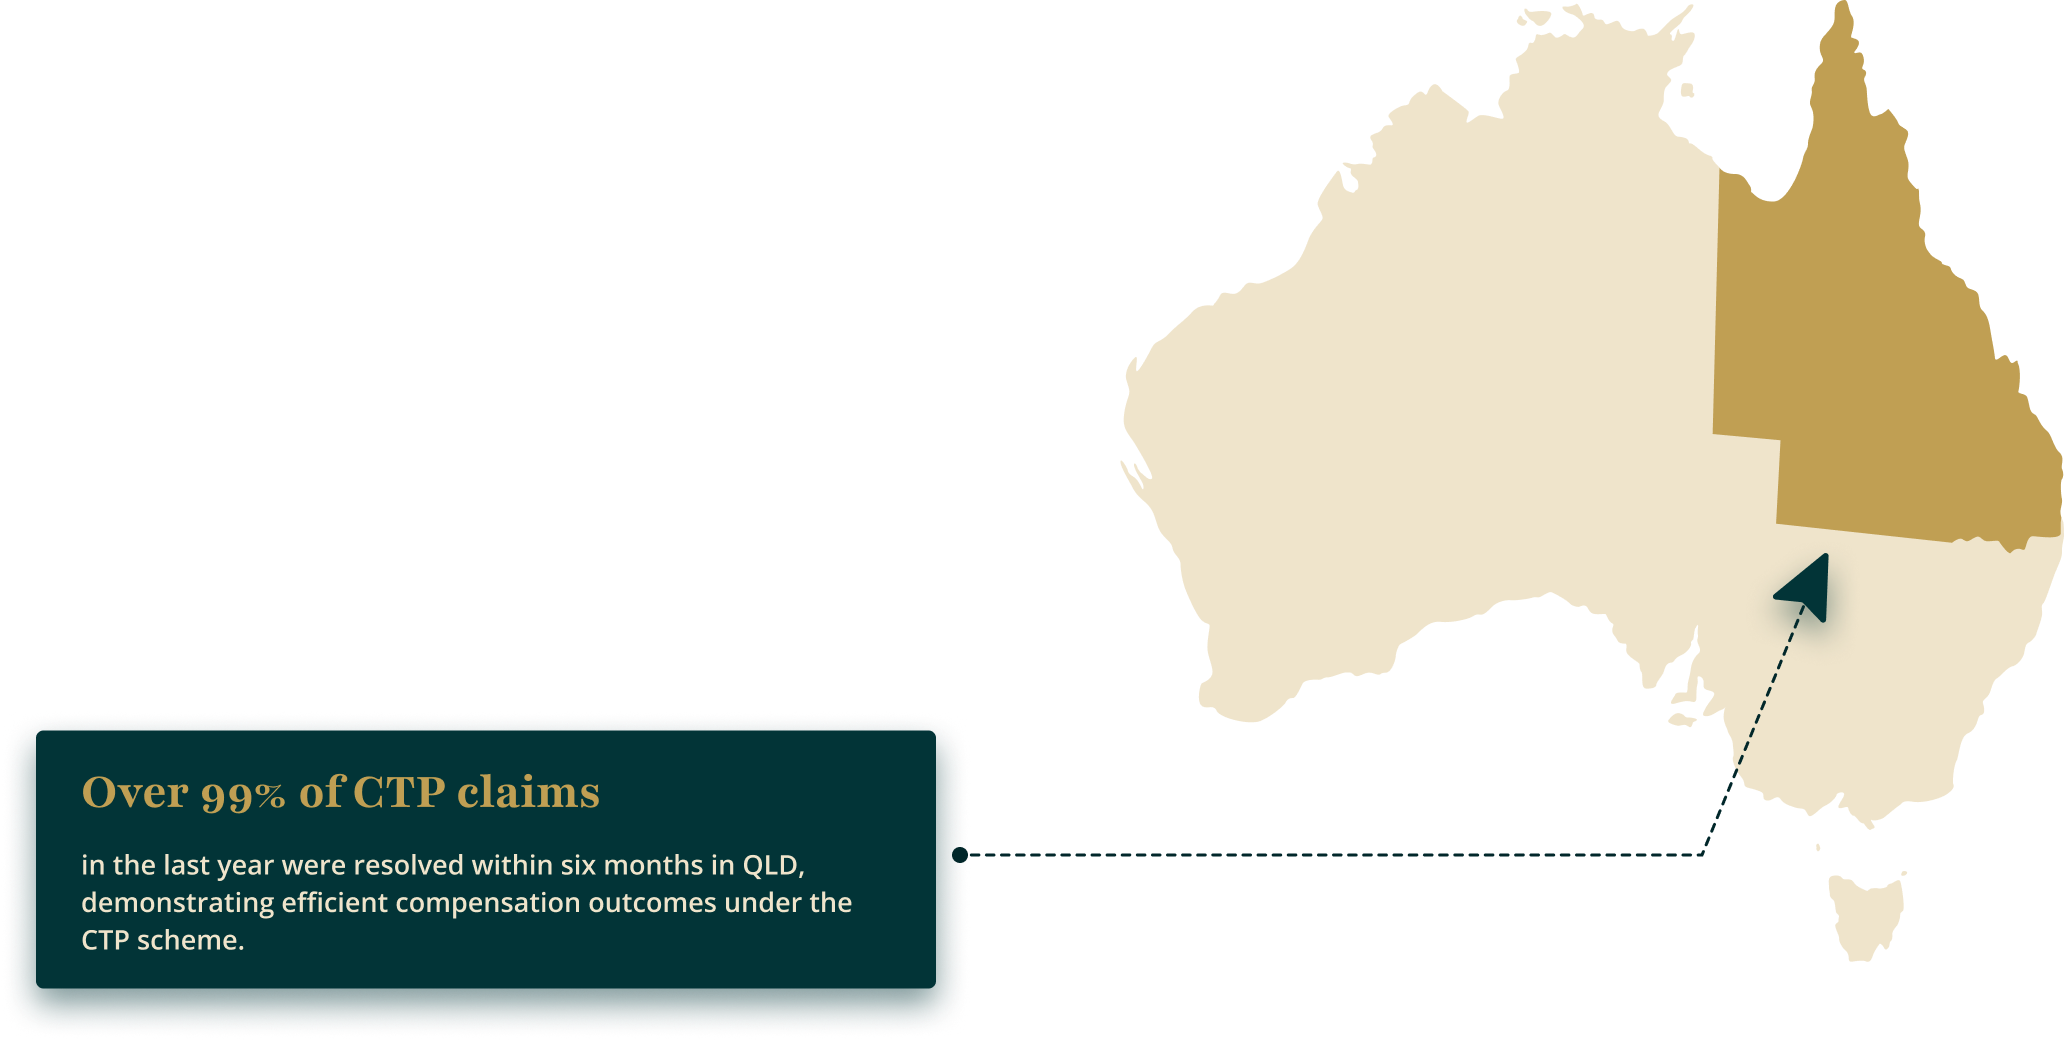 Over 99% of CTP claims
in the last year were resolved within six months in QLD,
demonstrating efficient compensation outcomes under the
CTP scheme.